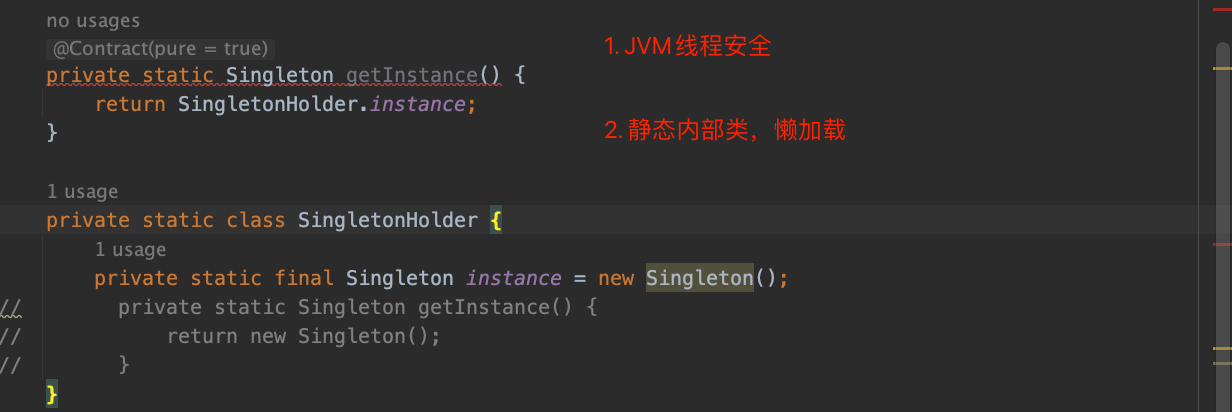 no usages
@Contract(pure = true)
1. JVM线程安全
private static Singleton getInstance() {
return SingletonHolder.instance;
}
2. 静态内部类，懒加载
1 usage
private static class SingletonHolder {
1 usage
private static final Singleton instance = new Singleton();
// private static Singleton getInstance() {
// return new Singleton();
// }
}